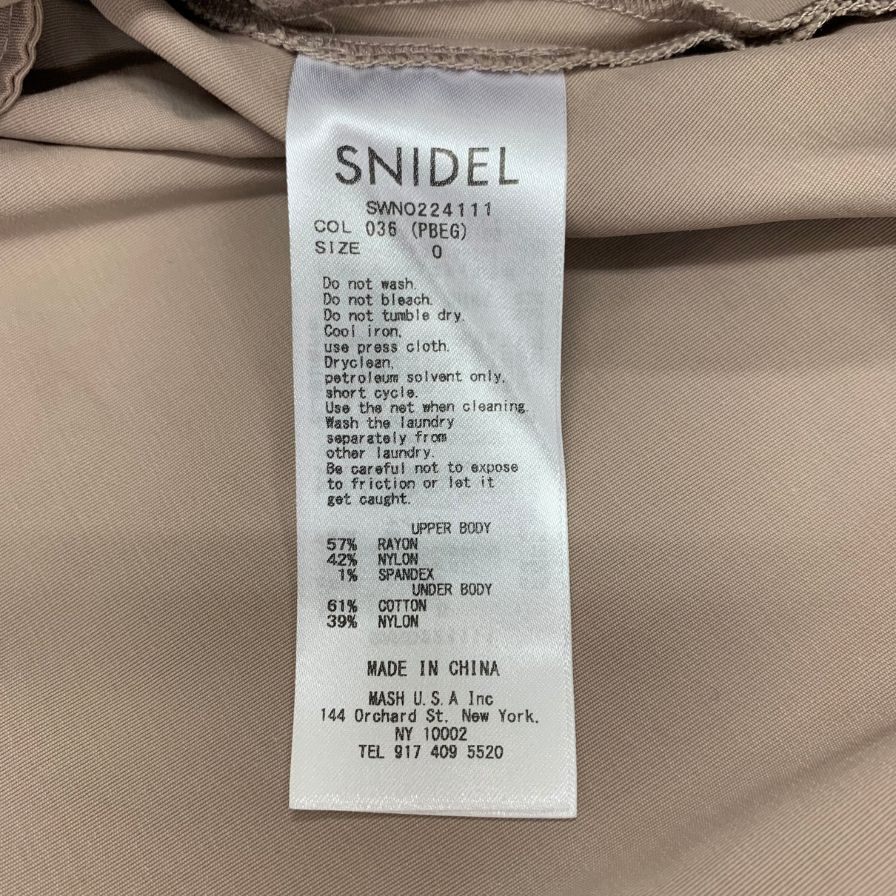 SNIDEL
SWNO224111
COL 036 (PBEG)
SIZE 0
Do not wash.
Do not bleach.
Do not tumble dry.
Cool iron,
use press cloth.
Dryclean,
petroleum solvent only,
short cycle.
Use the net when cleaning.
Wash the laundry
separately from
other laundry.
Be careful not to expose
to friction or let it
get caught.
UPPER BODY
57% RAYON
42% NYLON
1% SPANDEX
UNDER BODY
61% COTTON
39% NYLON
MADE IN CHINA
MASH U.S.A Inc
144 Orchard St. New York.
NY 10002
TEL 917 409 5520